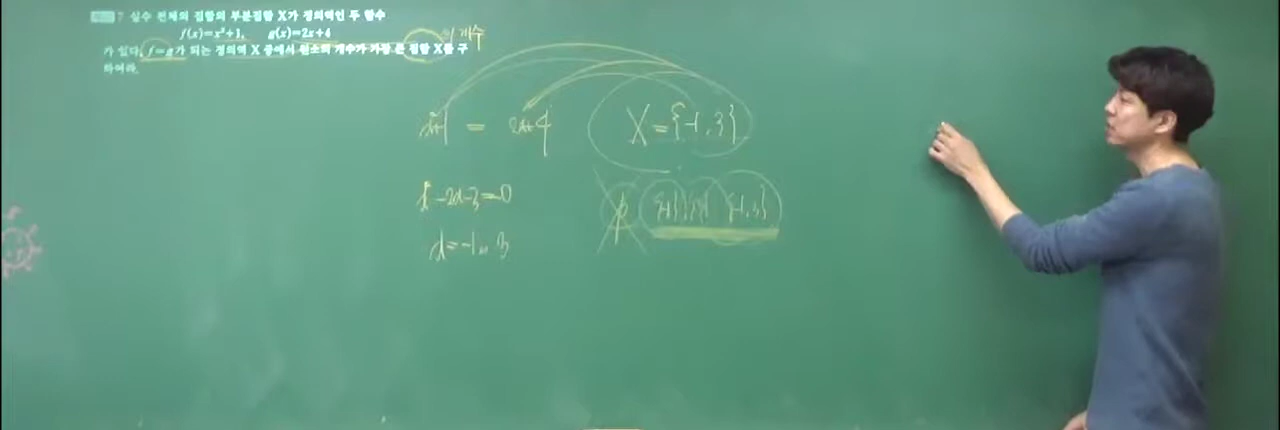 7 실수 전체의 집합의 부분집합 X가 정의역인 두 함수
f(x)=x²+1, g(x)=2x+4
의 개수
가 있다. f=g가 되는 정의역 X 중에서 원소의 개수가 가장 큰 집합 X를 구
하여라.
x²+1 = 2x+4 X={-1,3}
x²-2x-3=0 ∅ {-1} {3} {-1,3}
x=-1 or 3